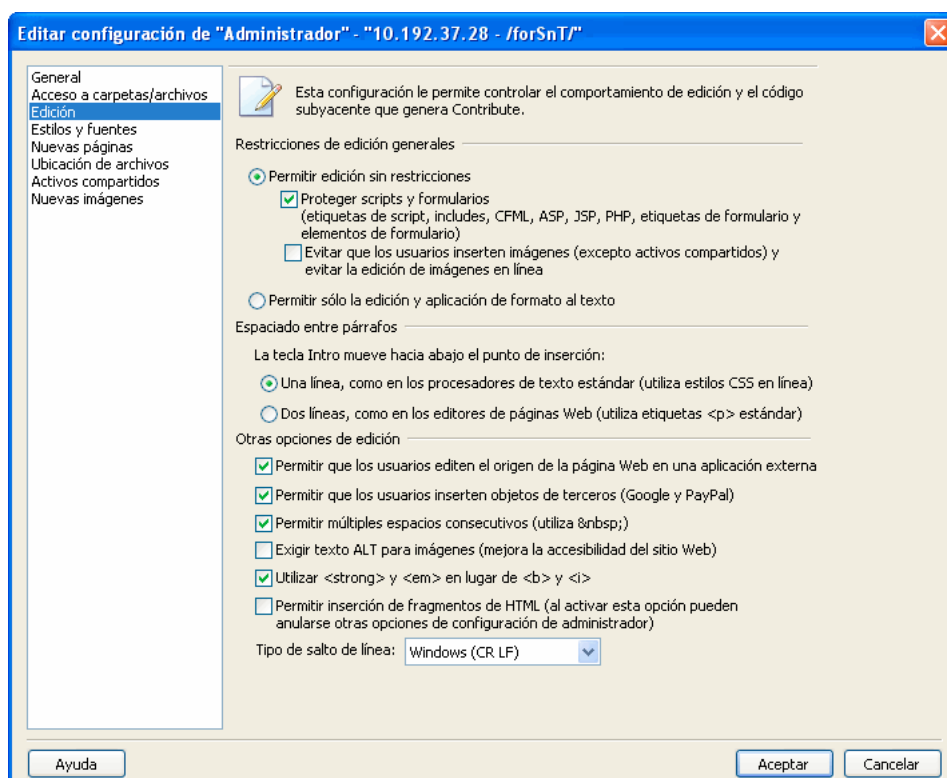 Editar configuración de "Administrador" - "10.192.37.28 - /forSnT/"
General
Acceso a carpetas/archivos
Edición
Estilos y fuentes
Nuevas páginas
Ubicación de archivos
Activos compartidos
Nuevas imágenes
Esta configuración le permite controlar el comportamiento de edición y el código
subyacente que genera Contribute.
Restricciones de edición generales
Permitir edición sin restricciones
Proteger scripts y formularios
(etiquetas de script, includes, CFML, ASP, JSP, PHP, etiquetas de formulario y
elementos de formulario)
Evitar que los usuarios inserten imágenes (excepto activos compartidos) y
evitar la edición de imágenes en línea
Permitir sólo la edición y aplicación de formato al texto
Espaciado entre párrafos
La tecla Intro mueve hacia abajo el punto de inserción:
Una línea, como en los procesadores de texto estándar (utiliza estilos CSS en línea)
Dos líneas, como en los editores de páginas Web (utiliza etiquetas <p> estándar)
Otras opciones de edición
Permitir que los usuarios editen el origen de la página Web en una aplicación externa
Permitir que los usuarios inserten objetos de terceros (Google y PayPal)
Permitir múltiples espacios consecutivos (utiliza &nbsp;)
Exigir texto ALT para imágenes (mejora la accesibilidad del sitio Web)
Utilizar <strong> y <em> en lugar de <b> y <i>
Permitir inserción de fragmentos de HTML (al activar esta opción pueden
anularse otras opciones de configuración de administrador)
Tipo de salto de línea: Windows (CR LF)
Ayuda
Aceptar
Cancelar